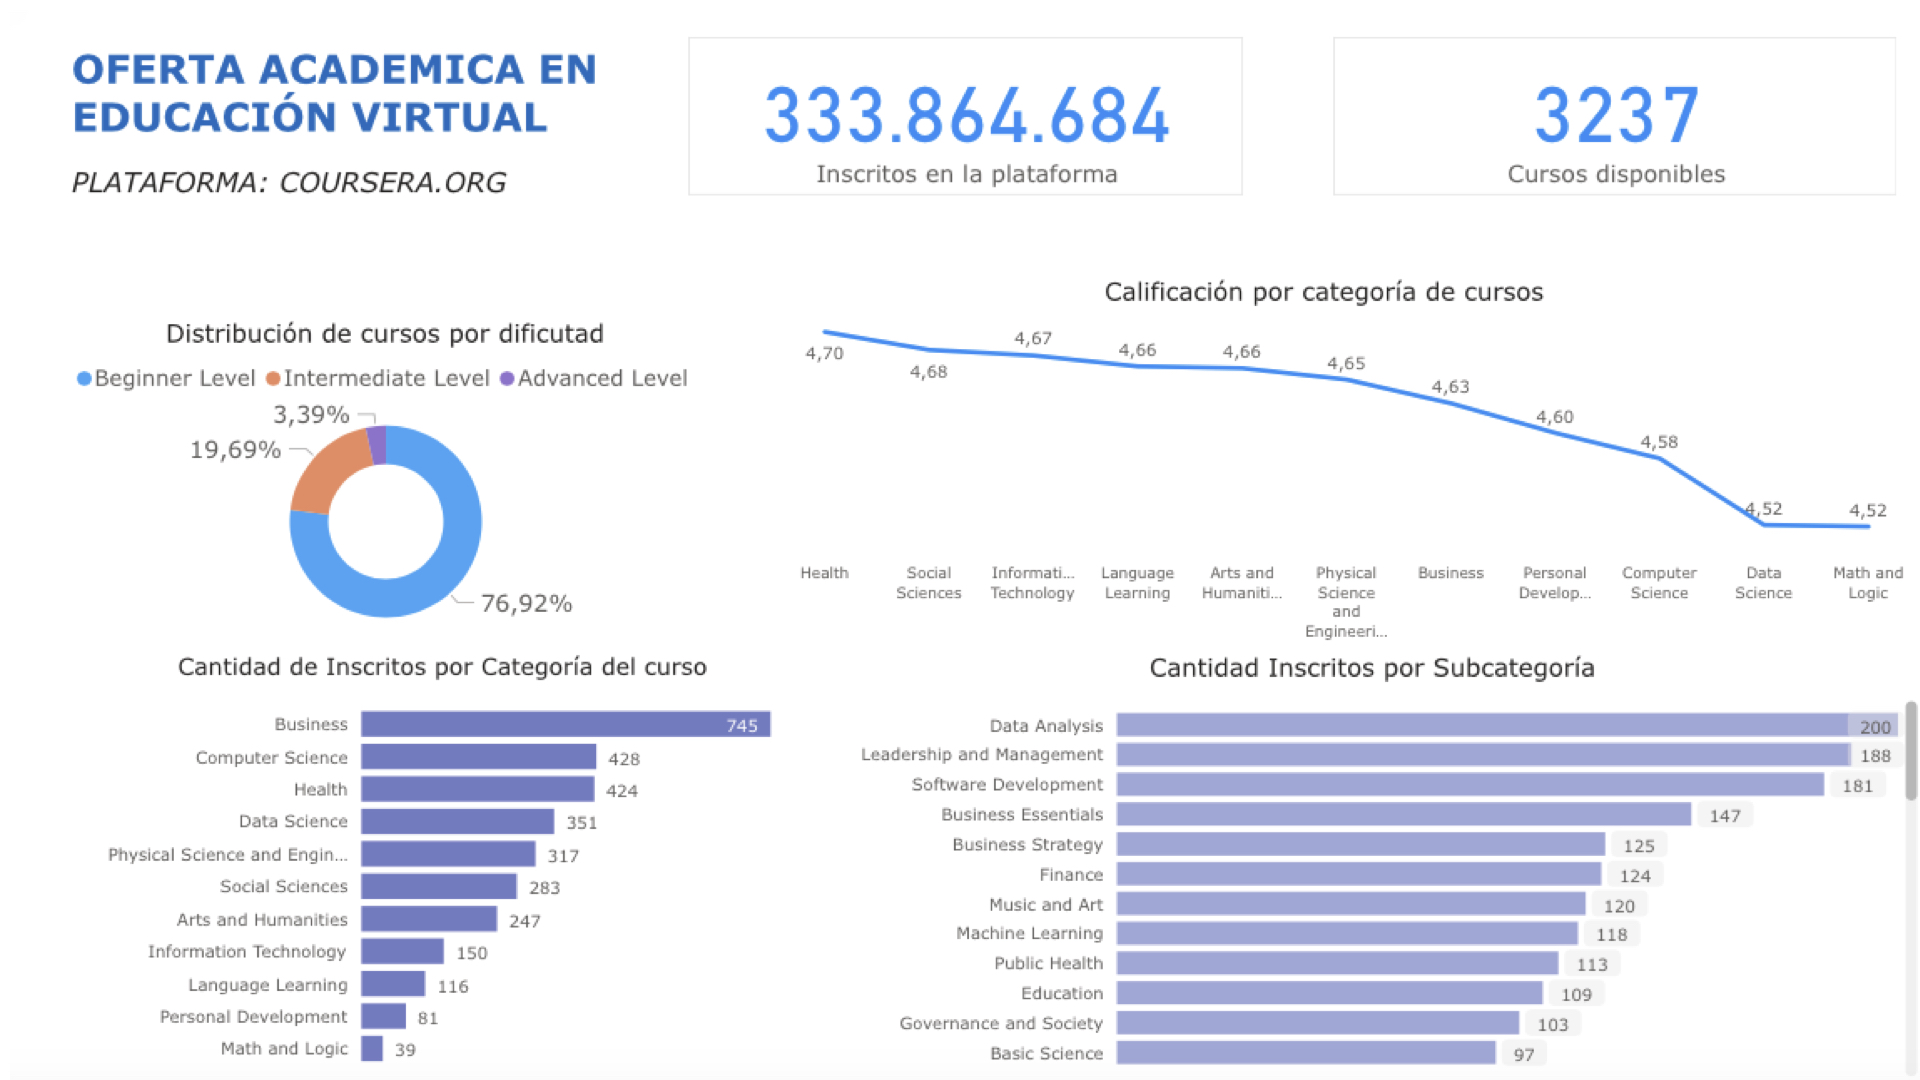 OFERTA ACADEMICA EN
EDUCACIÓN VIRTUAL
PLATAFORMA: COURSERA.ORG
333.864.684
Inscritos en la plataforma
3237
Cursos disponibles
Distribución de cursos por dificutad
Beginner Level Intermediate Level Advanced Level
3,39%
19,69%
76,92%
Calificación por categoría de cursos
4,70
4,68
4,67
4,66
4,66
4,65
4,63
4,60
4,58
4,52
4,52
Health
Social
Sciences
Informati...
Technology
Language
Learning
Arts and
Humaniti...
Physical
Science
and
Engineeri...
Business
Personal
Develop...
Computer
Science
Data
Science
Math and
Logic
Cantidad de Inscritos por Categoría del curso
Business 745
Computer Science 428
Health 424
Data Science 351
Physical Science and Engin... 317
Social Sciences 283
Arts and Humanities 247
Information Technology 150
Language Learning 116
Personal Development 81
Math and Logic 39
Cantidad Inscritos por Subcategoría
Data Analysis 200
Leadership and Management 188
Software Development 181
Business Essentials 147
Business Strategy 125
Finance 124
Music and Art 120
Machine Learning 118
Public Health 113
Education 109
Governance and Society 103
Basic Science 97